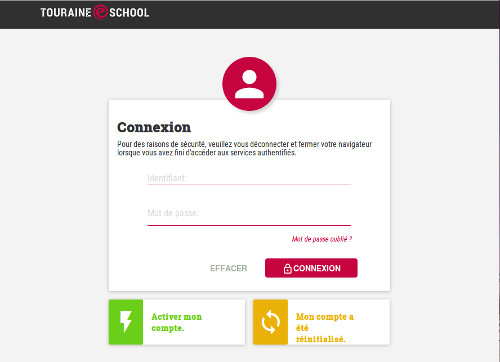 TOURAINE e SCHOOL
Connexion
Pour des raisons de sécurité, veuillez vous déconnecter et fermer votre navigateur
lorsque vous avez fini d'accéder aux services authentifiés.
Identifiant:
Mot de passe:
Mot de passe oublié ?
EFFACER
CONNEXION
Activer mon
compte.
Mon compte a
été
réinitialisé.